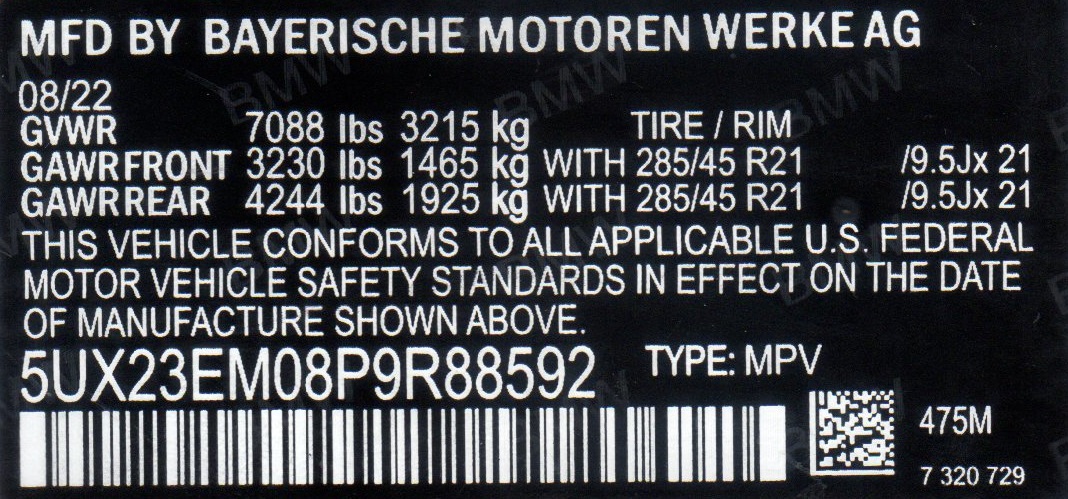 MFD BY BAYERISCHE MOTOREN WERKE AG
08/22
GVWR 7088 lbs 3215 kg TIRE / RIM
GAWR FRONT 3230 lbs 1465 kg WITH 285/45 R21 /9.5Jx 21
GAWR REAR 4244 lbs 1925 kg WITH 285/45 R21 /9.5Jx 21
THIS VEHICLE CONFORMS TO ALL APPLICABLE U.S. FEDERAL
MOTOR VEHICLE SAFETY STANDARDS IN EFFECT ON THE DATE
OF MANUFACTURE SHOWN ABOVE.
5UX23EM08P9R88592 TYPE: MPV
475M
7 320 729